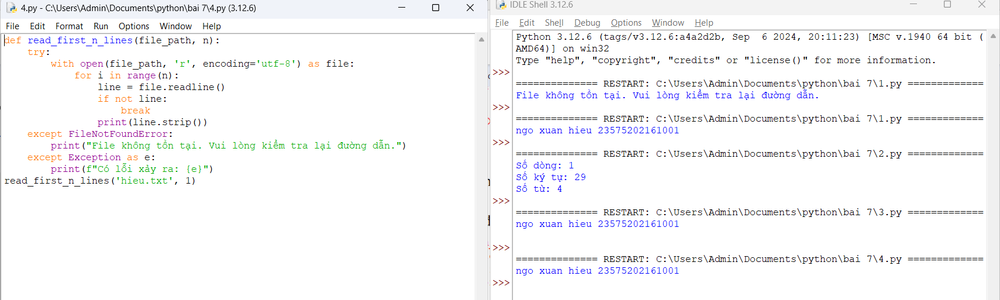 4.py - C:\Users\Admin\Documents\python\bai 7\4.py (3.12.6)
File Edit Format Run Options Window Help
def read_first_n_lines(file_path, n):
    try:
        with open(file_path, 'r', encoding='utf-8') as file:
            for i in range(n):
                line = file.readline()
                if not line:
                    break
                print(line.strip())
    except FileNotFoundError:
        print("File không tồn tại. Vui lòng kiểm tra lại đường dẫn.")
    except Exception as e:
        print(f"Có lỗi xảy ra: {e}")
read_first_n_lines('hieu.txt', 1)
IDLE Shell 3.12.6
File Edit Shell Debug Options Window Help
Python 3.12.6 (tags/v3.12.6:a4a2d2b, Sep  6 2024, 20:11:23) [MSC v.1940 64 bit (
AMD64)] on win32
Type "help", "copyright", "credits" or "license()" for more information.
>>>
============== RESTART: C:\Users\Admin\Documents\python\bai 7\1.py =============
File không tồn tại. Vui lòng kiểm tra lại đường dẫn.
>>>
============== RESTART: C:\Users\Admin\Documents\python\bai 7\1.py =============
ngo xuan hieu 23575202161001
>>>
============== RESTART: C:\Users\Admin\Documents\python\bai 7\2.py =============
Số dòng: 1
Số ký tự: 29
Số từ: 4
>>>
============== RESTART: C:\Users\Admin\Documents\python\bai 7\3.py =============
ngo xuan hieu 23575202161001
>>>
============== RESTART: C:\Users\Admin\Documents\python\bai 7\4.py =============
ngo xuan hieu 23575202161001
>>>